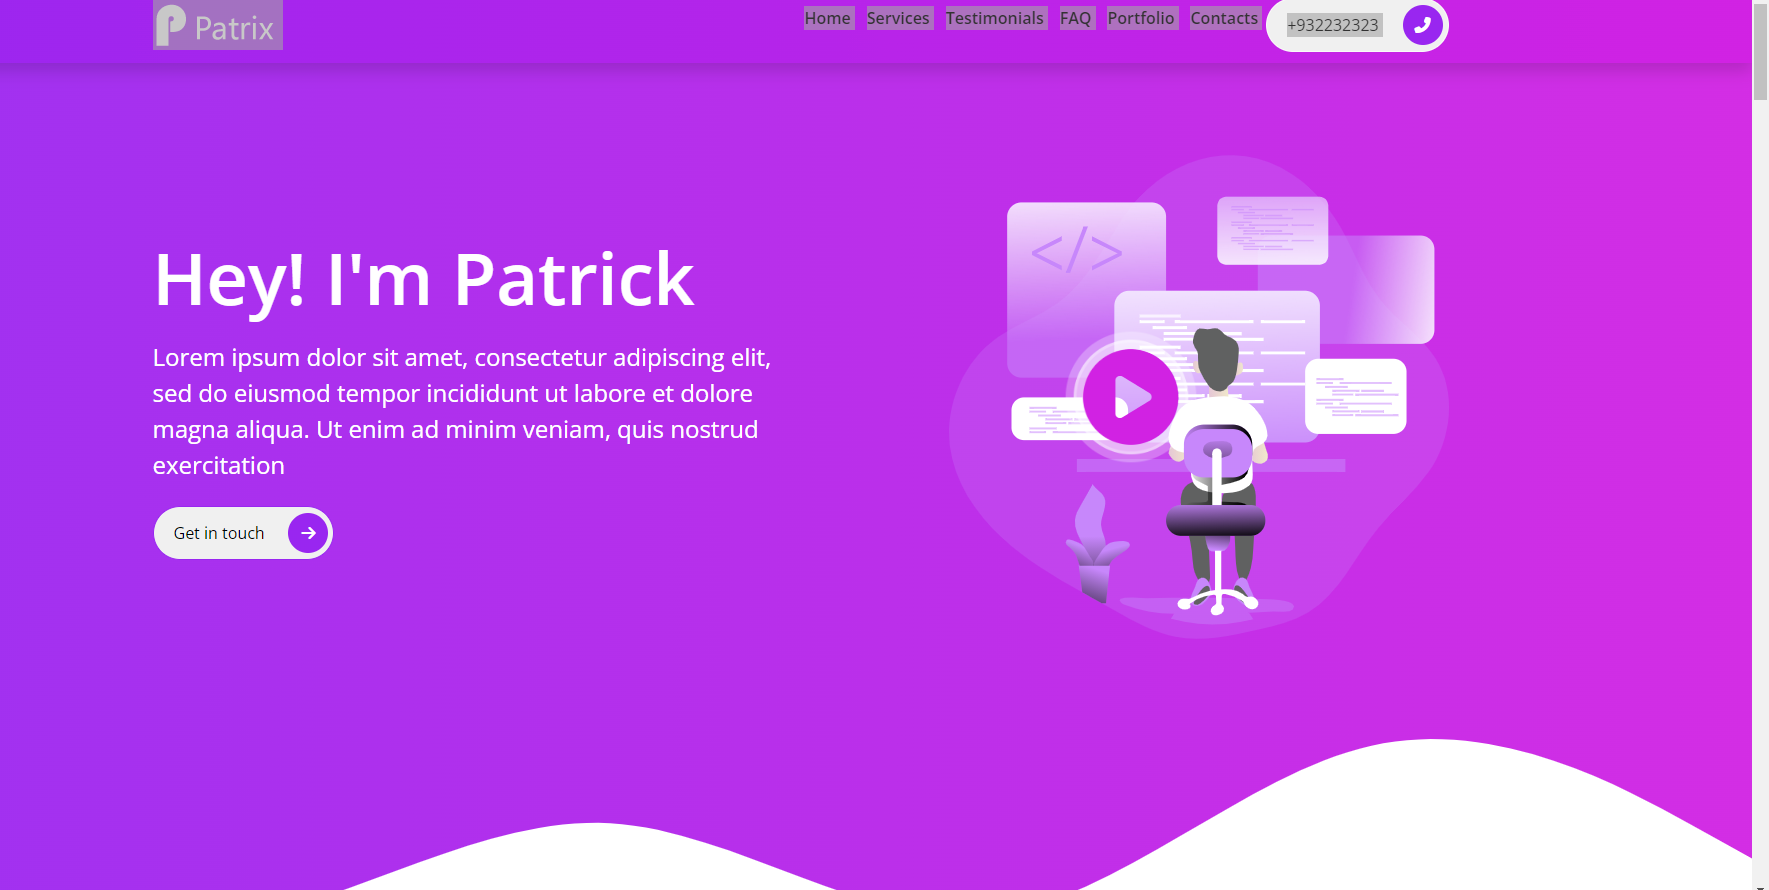 Patrix
Home Services Testimonials FAQ Portfolio Contacts +932232323
</>
Hey! I'm Patrick
Lorem ipsum dolor sit amet, consectetur adipiscing elit,
sed do eiusmod tempor incididunt ut labore et dolore
magna aliqua. Ut enim ad minim veniam, quis nostrud
exercitation
Get in touch